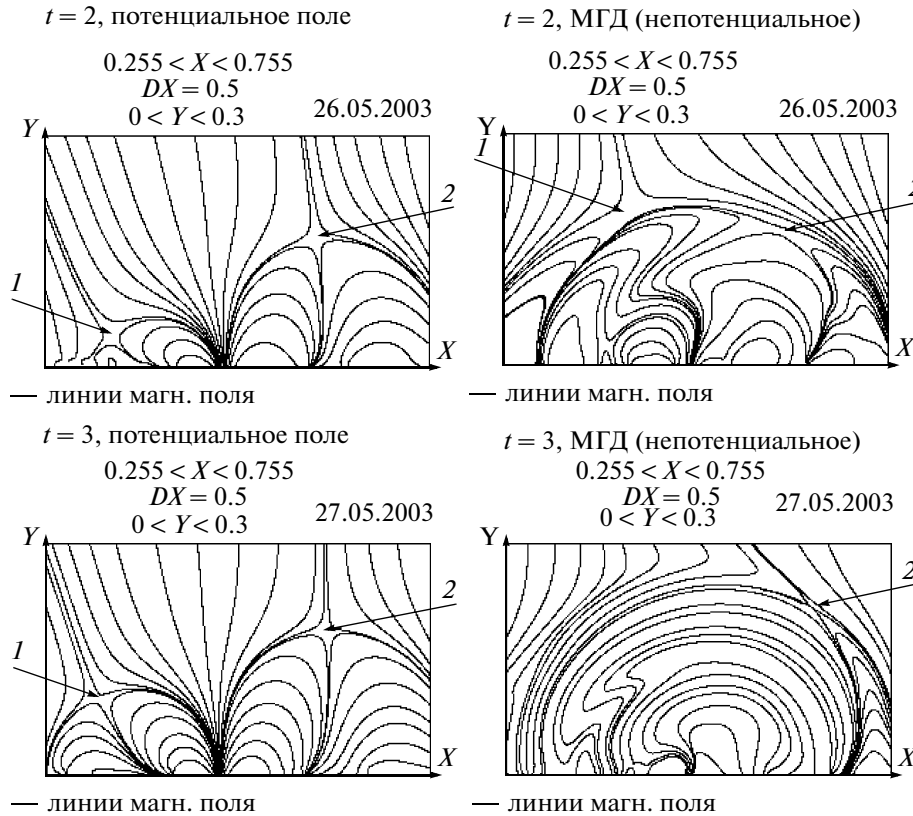 t = 2, потенциальное поле
0.255 < X < 0.755
DX = 0.5
0 < Y < 0.3
26.05.2003
Y
1
2
X
— линии магн. поля
t = 2, МГД (непотенциальное)
0.255 < X < 0.755
DX = 0.5
0 < Y < 0.3
26.05.2003
Y
1
2
X
— линии магн. поля
t = 3, потенциальное поле
0.255 < X < 0.755
DX = 0.5
0 < Y < 0.3
27.05.2003
Y
1
2
X
— линии магн. поля
t = 3, МГД (непотенциальное)
0.255 < X < 0.755
DX = 0.5
0 < Y < 0.3
27.05.2003
Y
2
X
— линии магн. поля